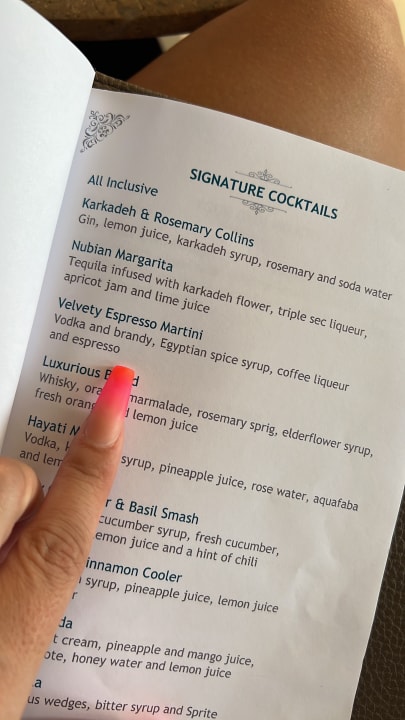 SIGNATURE COCKTAILS
All Inclusive
Karkadeh & Rosemary Collins
Gin, lemon juice, karkadeh syrup, rosemary and soda water
Nubian Margarita
Tequila infused with karkadeh flower, triple sec liqueur,
apricot jam and lime juice
Velvety Espresso Martini
Vodka and brandy, Egyptian spice syrup, coffee liqueur
and espresso
Luxurious
Whisky, marmalade, rosemary sprig, elderflower syrup,
fresh lemon juice
Hayati
Vodka, syrup, pineapple juice, rose water, aquafaba
and
& Basil Smash
cucumber syrup, fresh cucumber,
lemon juice and a hint of chili
Cinnamon Cooler
syrup, pineapple juice, lemon juice
cream, pineapple and mango juice,
honey water and lemon juice
wedges, bitter syrup and Sprite